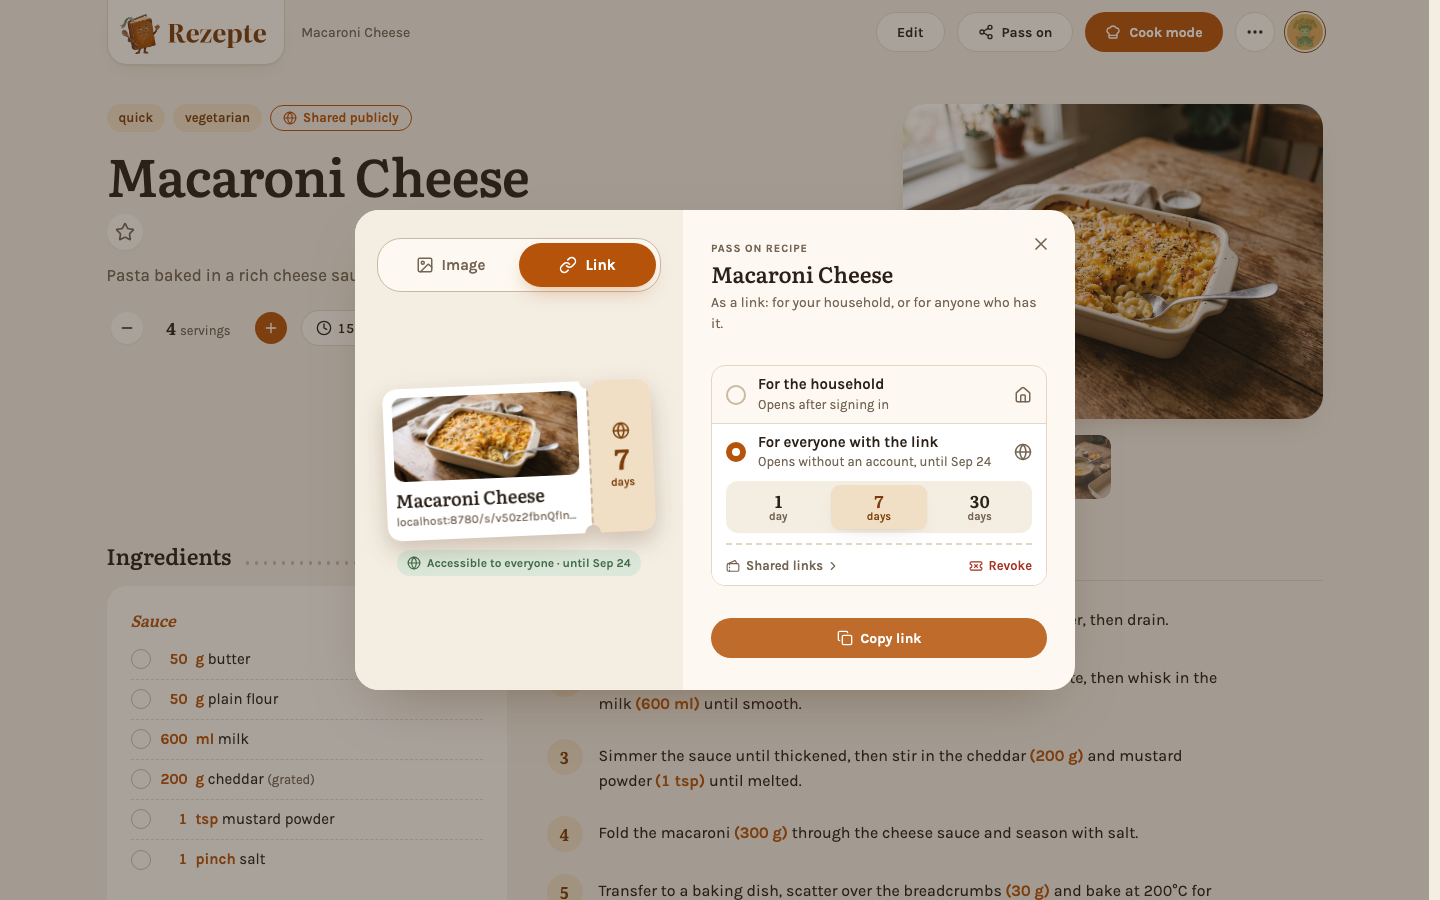 Rezepte
Macaroni Cheese
Edit
Pass on
Cook mode
quick
vegetarian
Shared publicly
Macaroni Cheese
Pasta baked in a rich cheese sau
4 servings
15
Image
Link
Macaroni Cheese
localhost:8780/s/v50z2fbnQfIn...
7
days
Accessible to everyone · until Sep 24
PASS ON RECIPE
Macaroni Cheese
As a link: for your household, or for anyone who has
it.
For the household
Opens after signing in
For everyone with the link
Opens without an account, until Sep 24
1
day
7
days
30
days
Shared links
Revoke
Copy link
Ingredients
Sauce
50 g butter
50 g plain flour
600 ml milk
200 g cheddar (grated)
1 tsp mustard powder
1 pinch salt
r, then drain.
te, then whisk in the
milk (600 ml) until smooth.
3 Simmer the sauce until thickened, then stir in the cheddar (200 g) and mustard
powder (1 tsp) until melted.
4 Fold the macaroni (300 g) through the cheese sauce and season with salt.
5 Transfer to a baking dish, scatter over the breadcrumbs (30 g) and bake at 200°C for